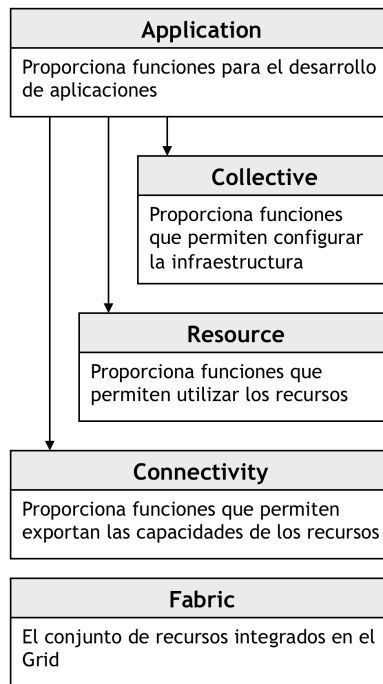 Application
Proporciona funciones para el desarrollo
de aplicaciones
Collective
Proporciona funciones
que permiten configurar
la infraestructura
Resource
Proporciona funciones que
permiten utilizar los recursos
Connectivity
Proporciona funciones que permiten
exportan las capacidades de los recursos
Fabric
El conjunto de recursos integrados en el
Grid